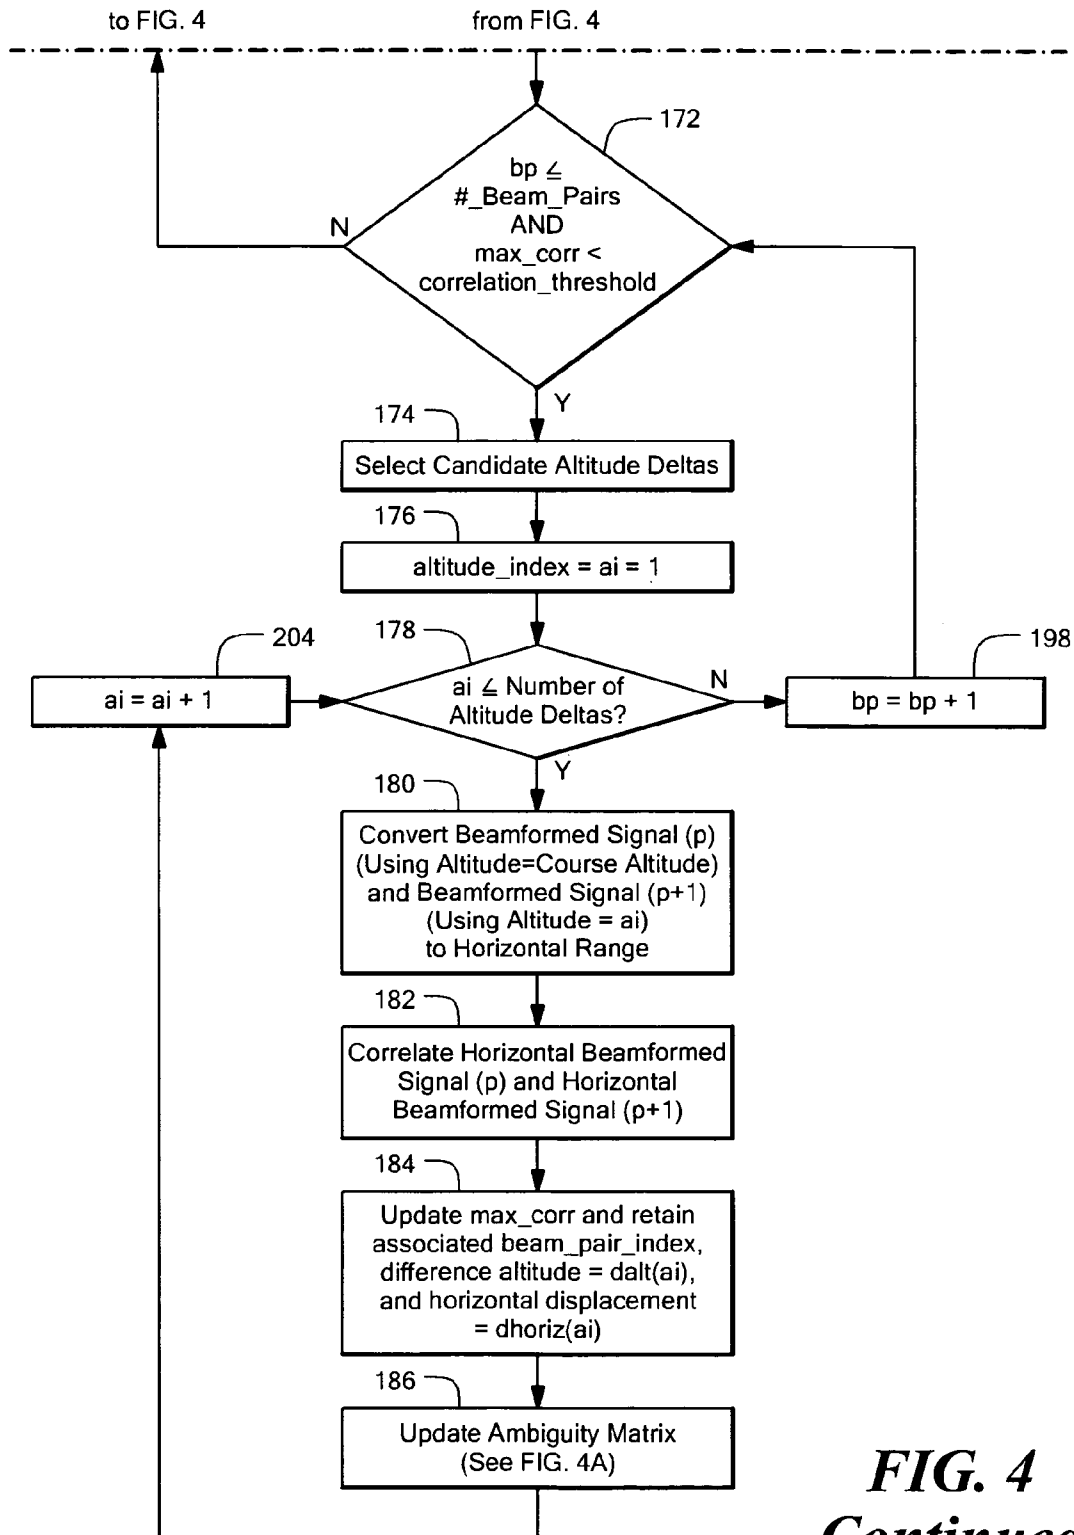 to FIG. 4
from FIG. 4
172
bp ≤
#_Beam_Pairs
AND
max_corr <
correlation_threshold
N
Y
174
Select Candidate Altitude Deltas
176
altitude_index = ai = 1
204
178
198
ai = ai + 1
ai ≤ Number of
Altitude Deltas?
N
bp = bp + 1
Y
180
Convert Beamformed Signal (p)
(Using Altitude=Course Altitude)
and Beamformed Signal (p+1)
(Using Altitude = ai)
to Horizontal Range
182
Correlate Horizontal Beamformed
Signal (p) and Horizontal
Beamformed Signal (p+1)
184
Update max_corr and retain
associated beam_pair_index,
difference altitude = dalt(ai),
and horizontal displacement
= dhoriz(ai)
186
Update Ambiguity Matrix
(See FIG. 4A)
FIG. 4
Continued